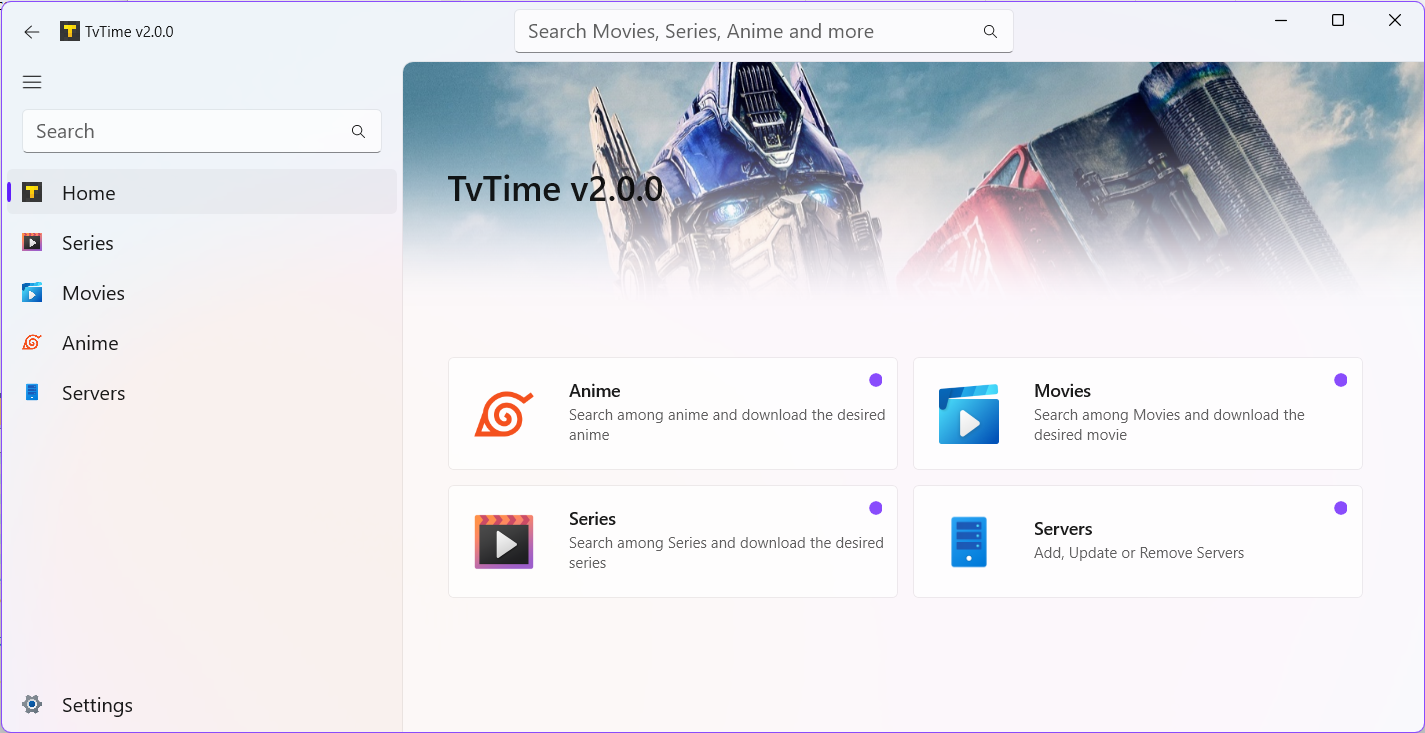 TvTime v2.0.0
Search Movies, Series, Anime and more
Search
Home
Series
Movies
Anime
Servers
Settings
TvTime v2.0.0
Anime
Search among anime and download the desired
anime
Movies
Search among Movies and download the
desired movie
Series
Search among Series and download the desired
series
Servers
Add, Update or Remove Servers